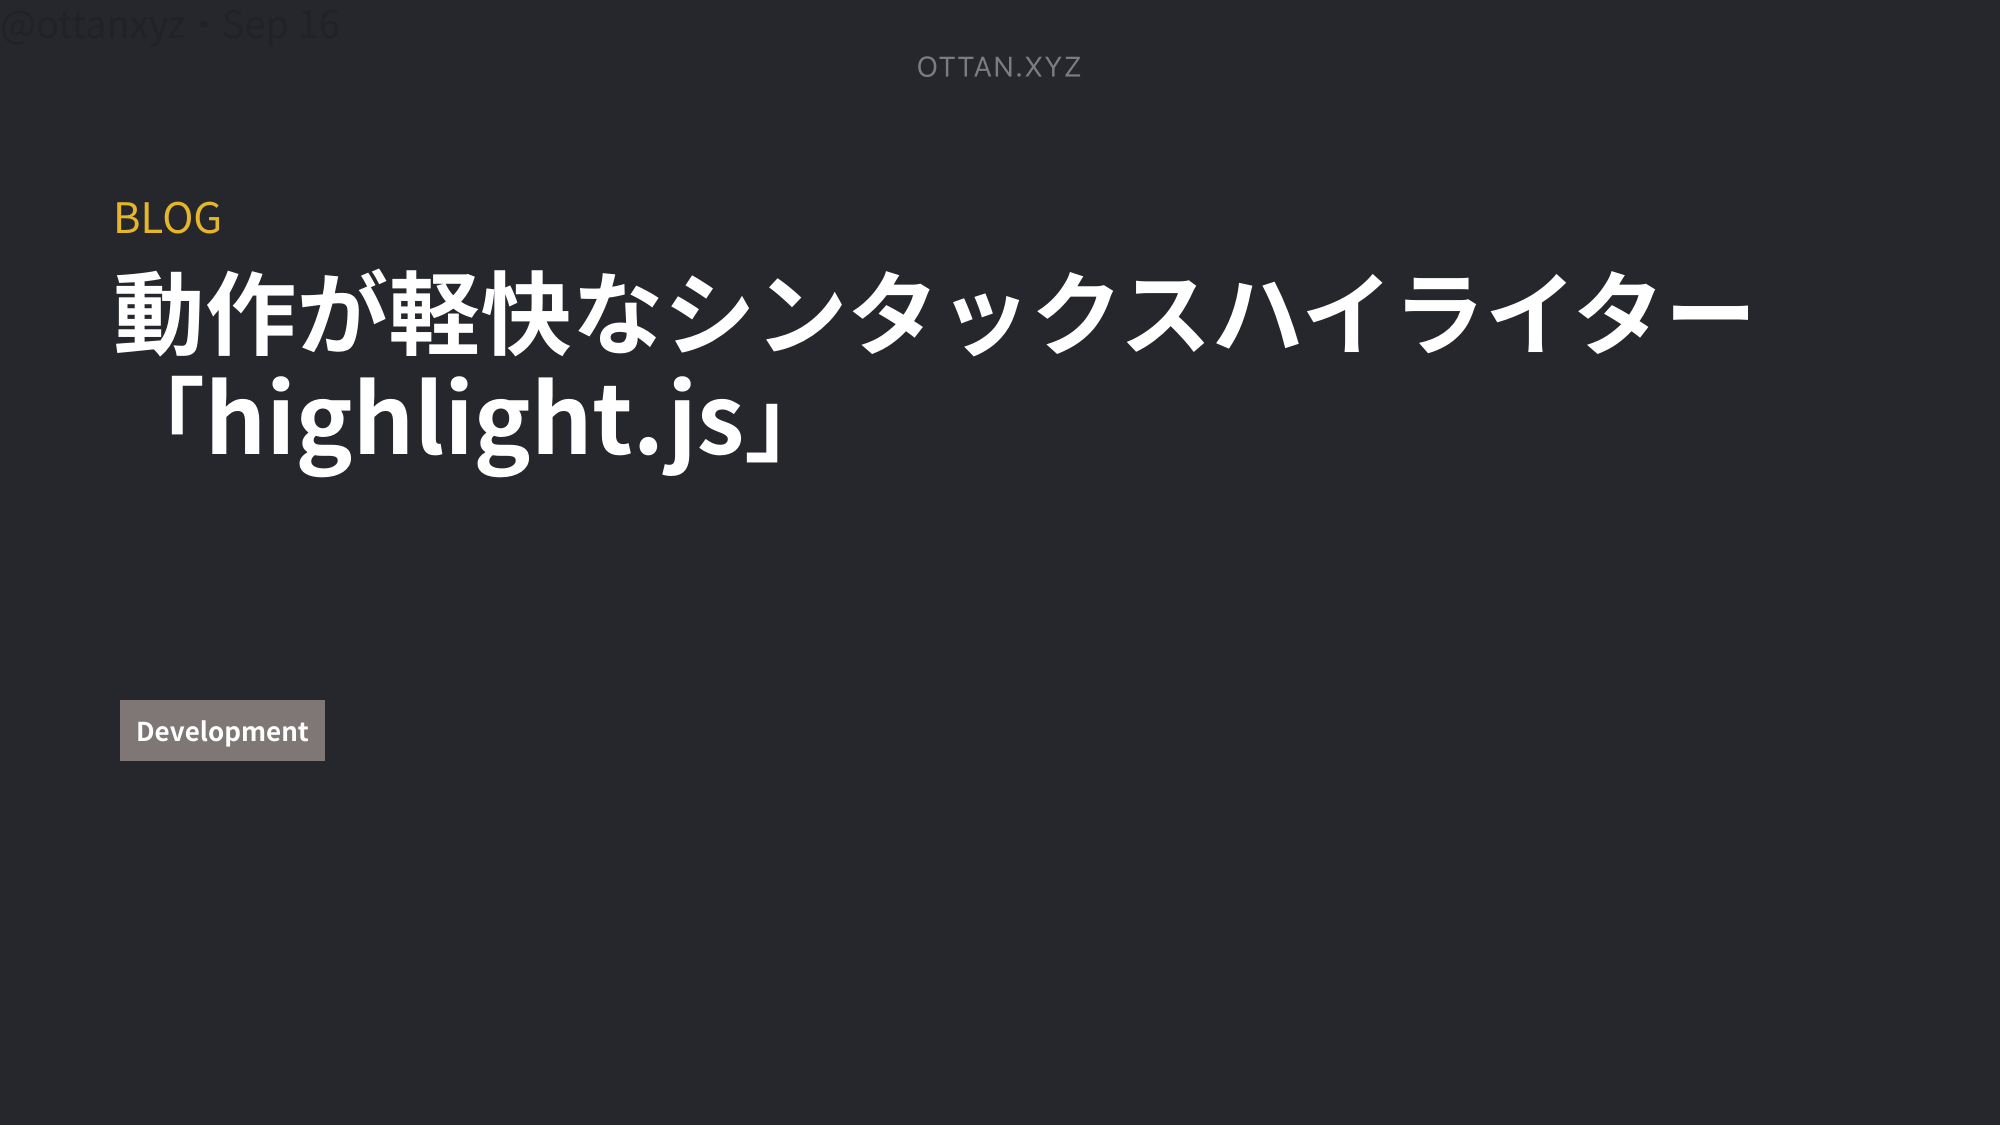 @ottanxyz・Sep 16
OTTAN.XYZ
BLOG
動作が軽快なシンタックスハイライター
「highlight.js」
Development